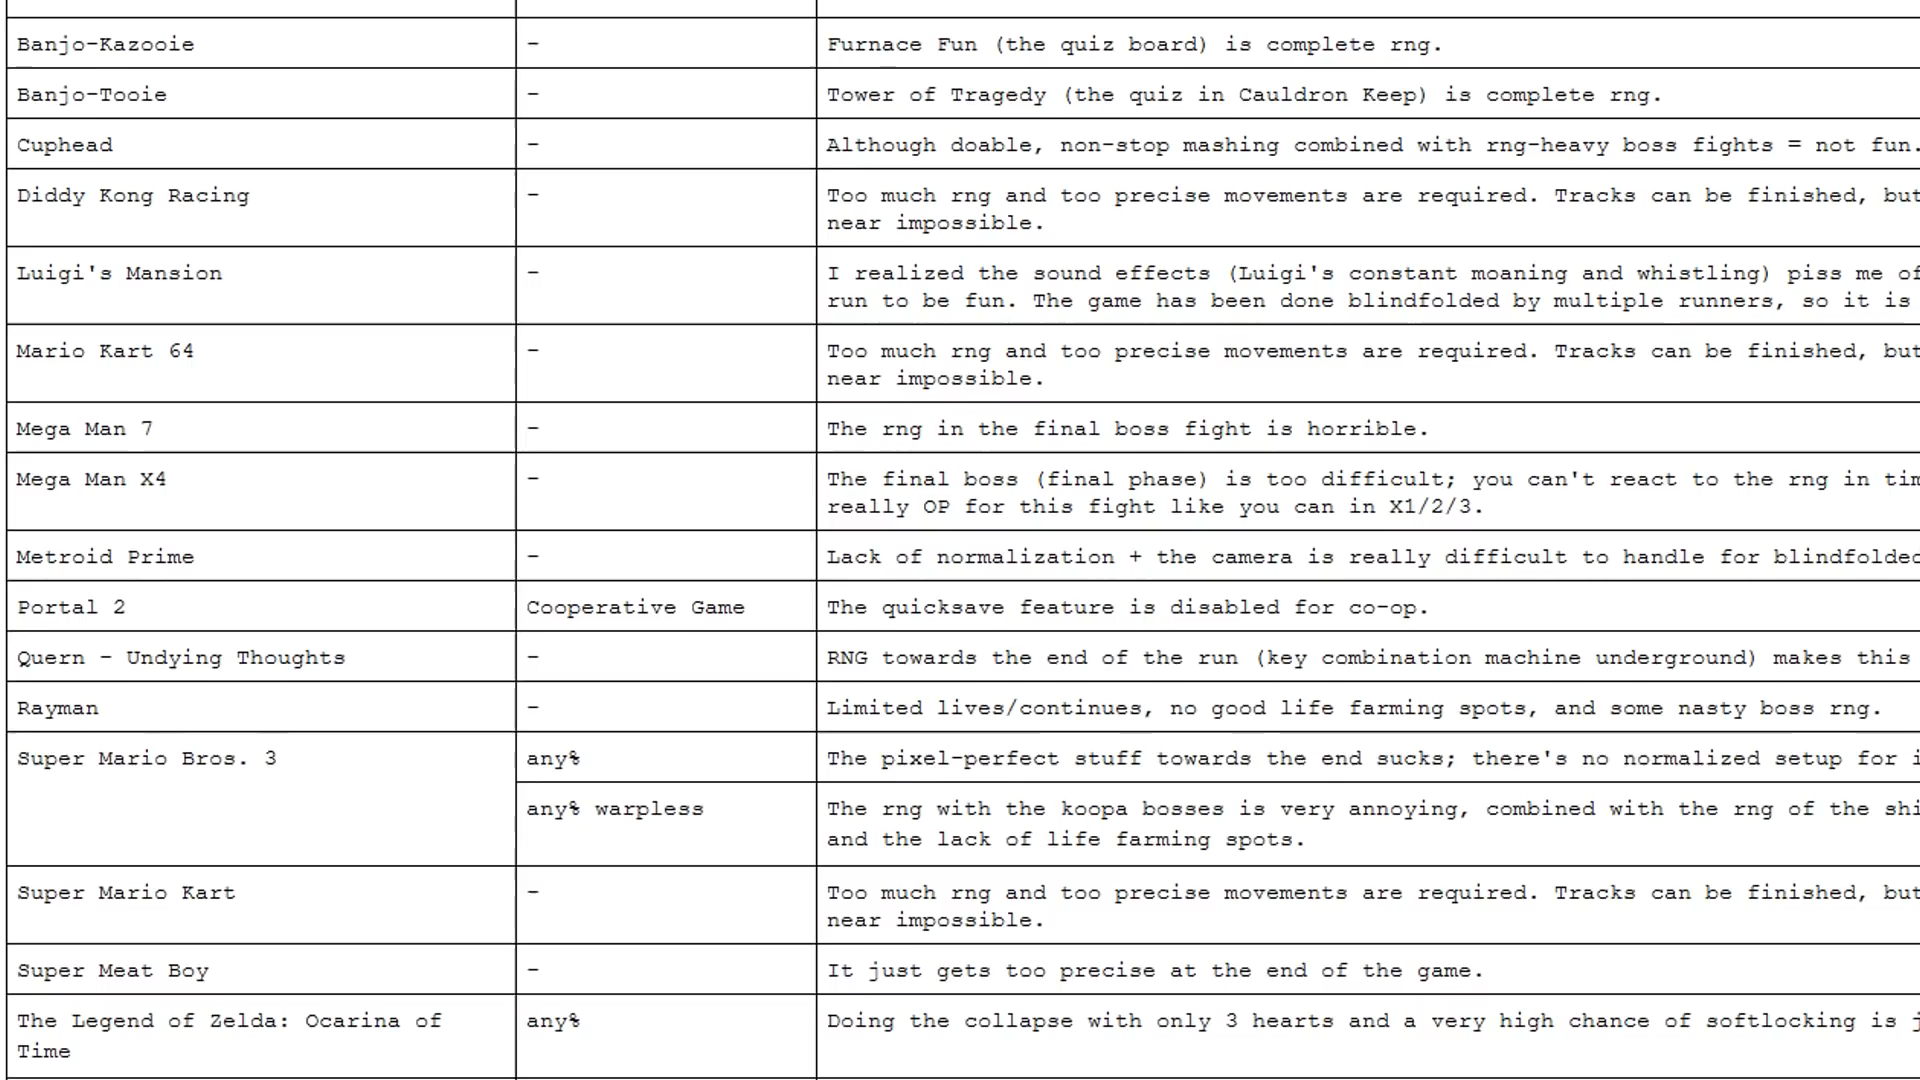 Banjo-Kazooie - Furnace Fun (the quiz board) is complete rng.
Banjo-Tooie - Tower of Tragedy (the quiz in Cauldron Keep) is complete rng.
Cuphead - Although doable, non-stop mashing combined with rng-heavy boss fights = not fun.
Diddy Kong Racing - Too much rng and too precise movements are required. Tracks can be finished, but
near impossible.
Luigi's Mansion - I realized the sound effects (Luigi's constant moaning and whistling) piss me of
run to be fun. The game has been done blindfolded by multiple runners, so it is
Mario Kart 64 - Too much rng and too precise movements are required. Tracks can be finished, but
near impossible.
Mega Man 7 - The rng in the final boss fight is horrible.
Mega Man X4 - The final boss (final phase) is too difficult; you can't react to the rng in tim
really OP for this fight like you can in X1/2/3.
Metroid Prime - Lack of normalization + the camera is really difficult to handle for blindfolded
Portal 2 Cooperative Game The quicksave feature is disabled for co-op.
Quern - Undying Thoughts - RNG towards the end of the run (key combination machine underground) makes this
Rayman - Limited lives/continues, no good life farming spots, and some nasty boss rng.
Super Mario Bros. 3 any% The pixel-perfect stuff towards the end sucks; there's no normalized setup for i
any% warpless The rng with the koopa bosses is very annoying, combined with the rng of the shi
and the lack of life farming spots.
Super Mario Kart - Too much rng and too precise movements are required. Tracks can be finished, but
near impossible.
Super Meat Boy - It just gets too precise at the end of the game.
The Legend of Zelda: Ocarina of any% Doing the collapse with only 3 hearts and a very high chance of softlocking is j
Time